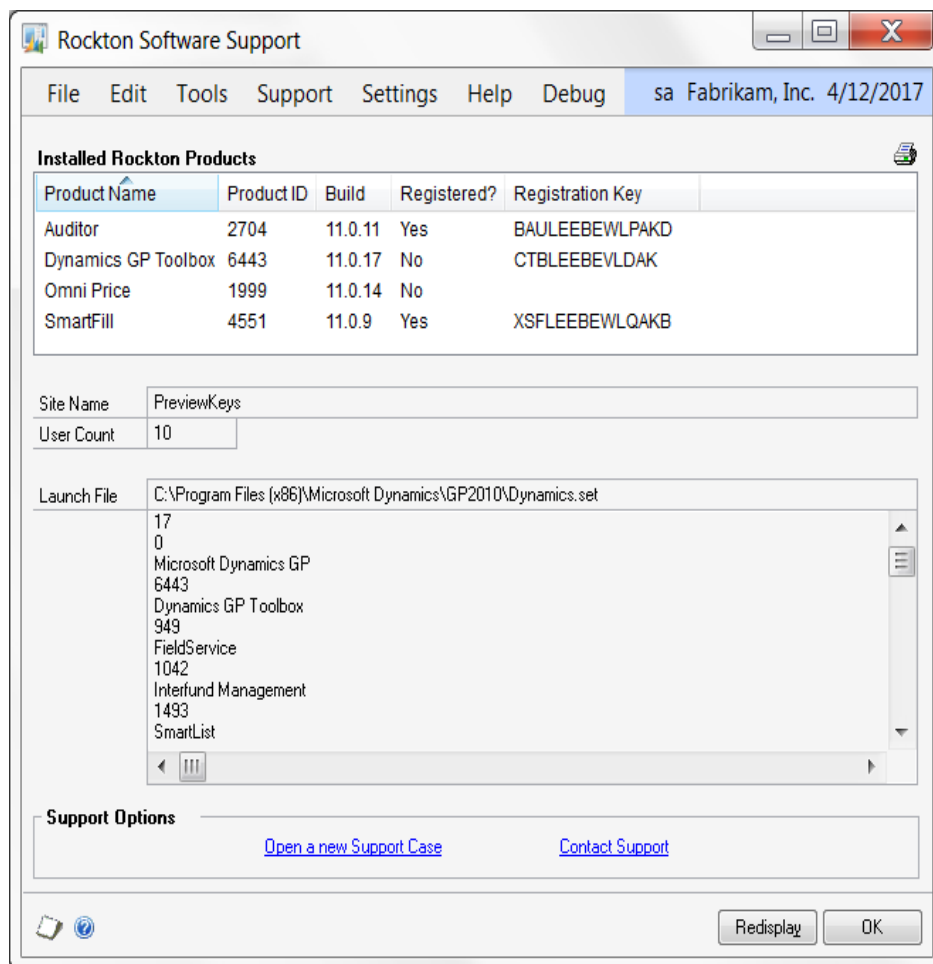 Rockton Software Support
File Edit Tools Support Settings Help Debug sa Fabrikam, Inc. 4/12/2017
Installed Rockton Products
Product Name Product ID Build Registered? Registration Key
Auditor 2704 11.0.11 Yes BAULEEBEWLPAKD
Dynamics GP Toolbox 6443 11.0.17 No CTBLEEBEVLDAK
Omni Price 1999 11.0.14 No
SmartFill 4551 11.0.9 Yes XSFLEEBEWLQAKB
Site Name PreviewKeys
User Count 10
Launch File C:\Program Files (x86)\Microsoft Dynamics\GP2010\Dynamics.set
17
0
Microsoft Dynamics GP
6443
Dynamics GP Toolbox
949
FieldService
1042
Interfund Management
1493
SmartList
Support Options
Open a new Support Case Contact Support
Redisplay OK